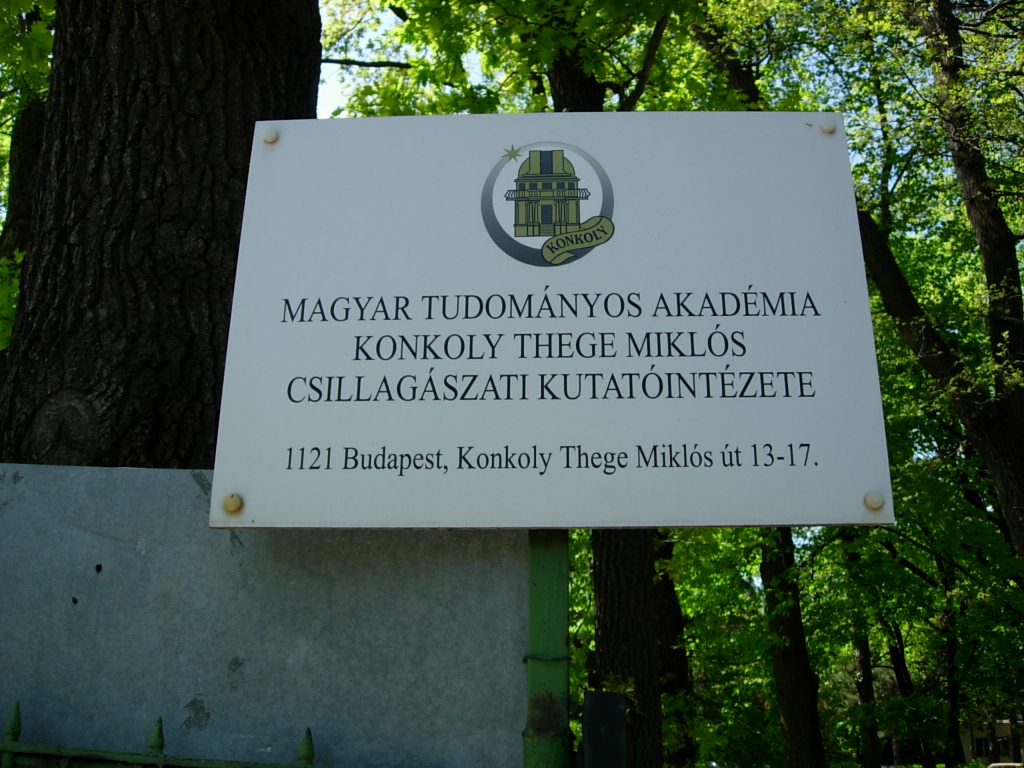 KONKOLY
MAGYAR TUDOMÁNYOS AKADÉMIA
KONKOLY THEGE MIKLÓS
CSILLAGÁSZATI KUTATÓINTÉZETE
1121 Budapest, Konkoly Thege Miklós út 13-17.